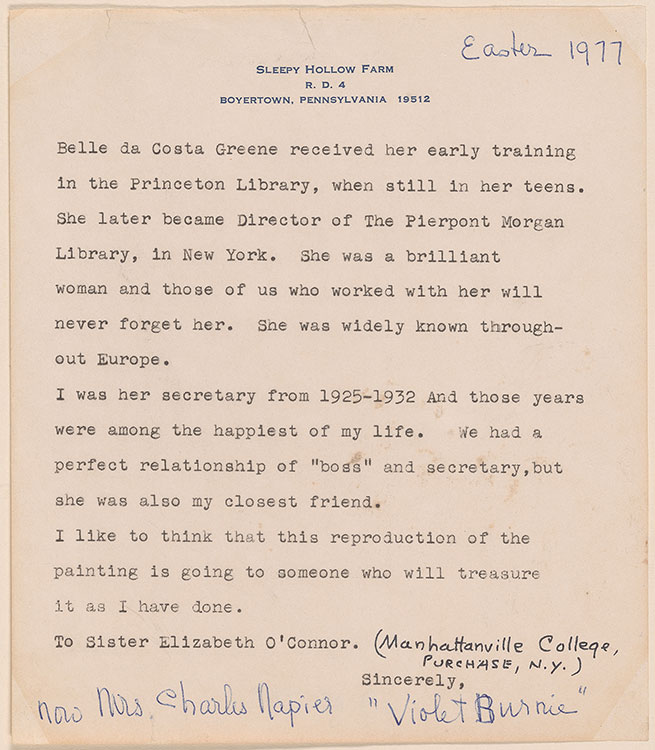 Easter 1977
SLEEPY HOLLOW FARM
R. D. 4
BOYERTOWN, PENNSYLVANIA 19512
Belle da Costa Greene received her early training
in the Princeton Library, when still in her teens.
She later became Director of The Pierpont Morgan
Library, in New York. She was a brilliant
woman and those of us who worked with her will
never forget her. She was widely known through-
out Europe.
I was her secretary from 1925-1932 And those years
were among the happiest of my life. We had a
perfect relationship of "boss" and secretary,but
she was also my closest friend.
I like to think that this reproduction of the
painting is going to someone who will treasure
it as I have done.
To Sister Elizabeth O'Connor. (Manhattanville College,
PURCHASE, N.Y.)
Sincerely,
now Mrs. Charles Napier "Violet Burnie"